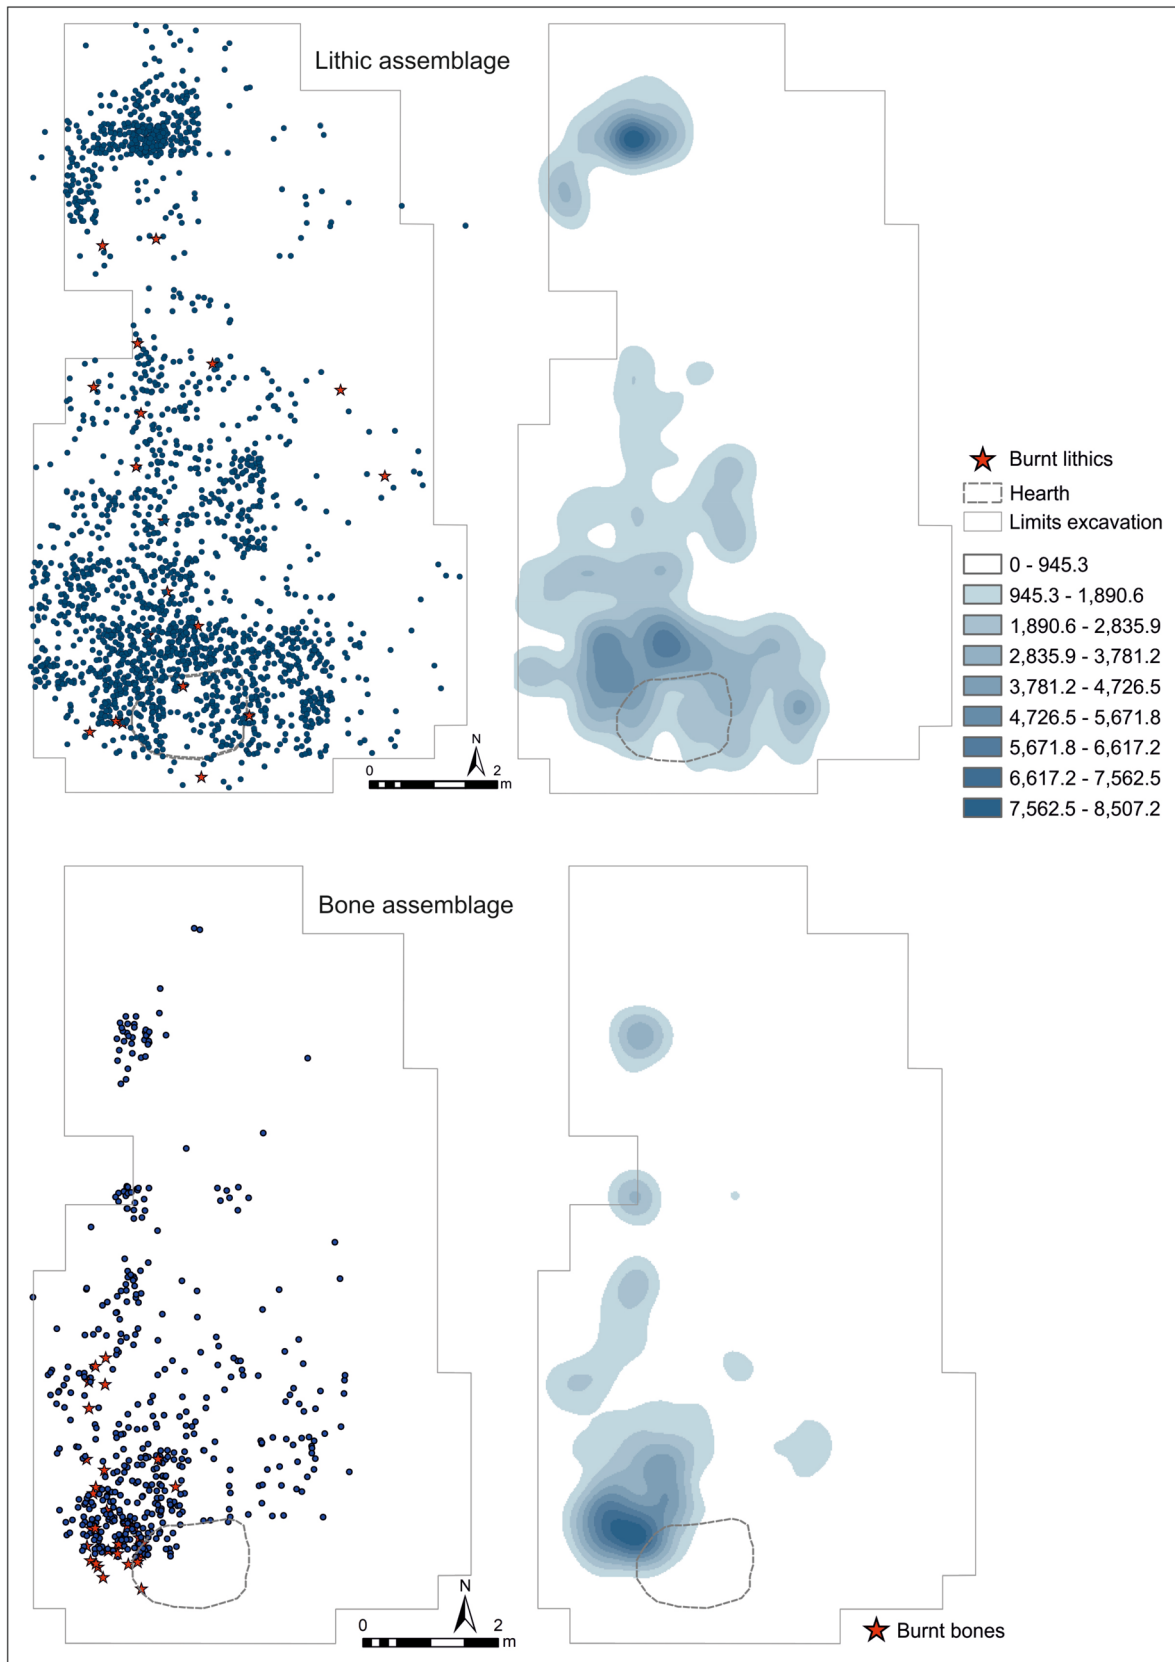 Lithic assemblage
Burnt lithics
Hearth
Limits excavation
0 - 945.3
945.3 - 1,890.6
1,890.6 - 2,835.9
2,835.9 - 3,781.2
3,781.2 - 4,726.5
4,726.5 - 5,671.8
5,671.8 - 6,617.2
6,617.2 - 7,562.5
7,562.5 - 8,507.2
N
0 2
m
Bone assemblage
N
0 2
m
Burnt bones